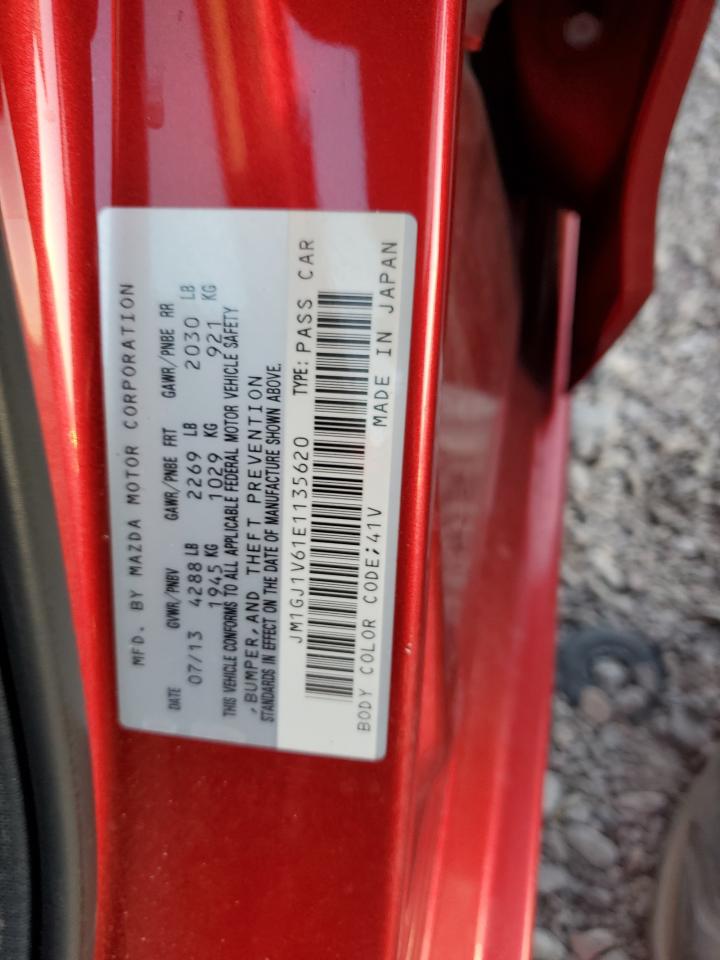 MFD. BY MAZDA MOTOR CORPORATION
DATE GVWR/PNBV GAWR/PNBE FRT GAWR/PNBE RR
07/13 4288 LB 2269 LB 2030 LB
1945 KG 1029 KG 921 KG
THIS VEHICLE CONFORMS TO ALL APPLICABLE FEDERAL MOTOR VEHICLE SAFETY
,BUMPER,AND THEFT PREVENTION
STANDARDS IN EFFECT ON THE DATE OF MANUFACTURE SHOWN ABOVE.
JM1GJ1V61E1135620 TYPE: PASS CAR
BODY COLOR CODE;41V MADE IN JAPAN